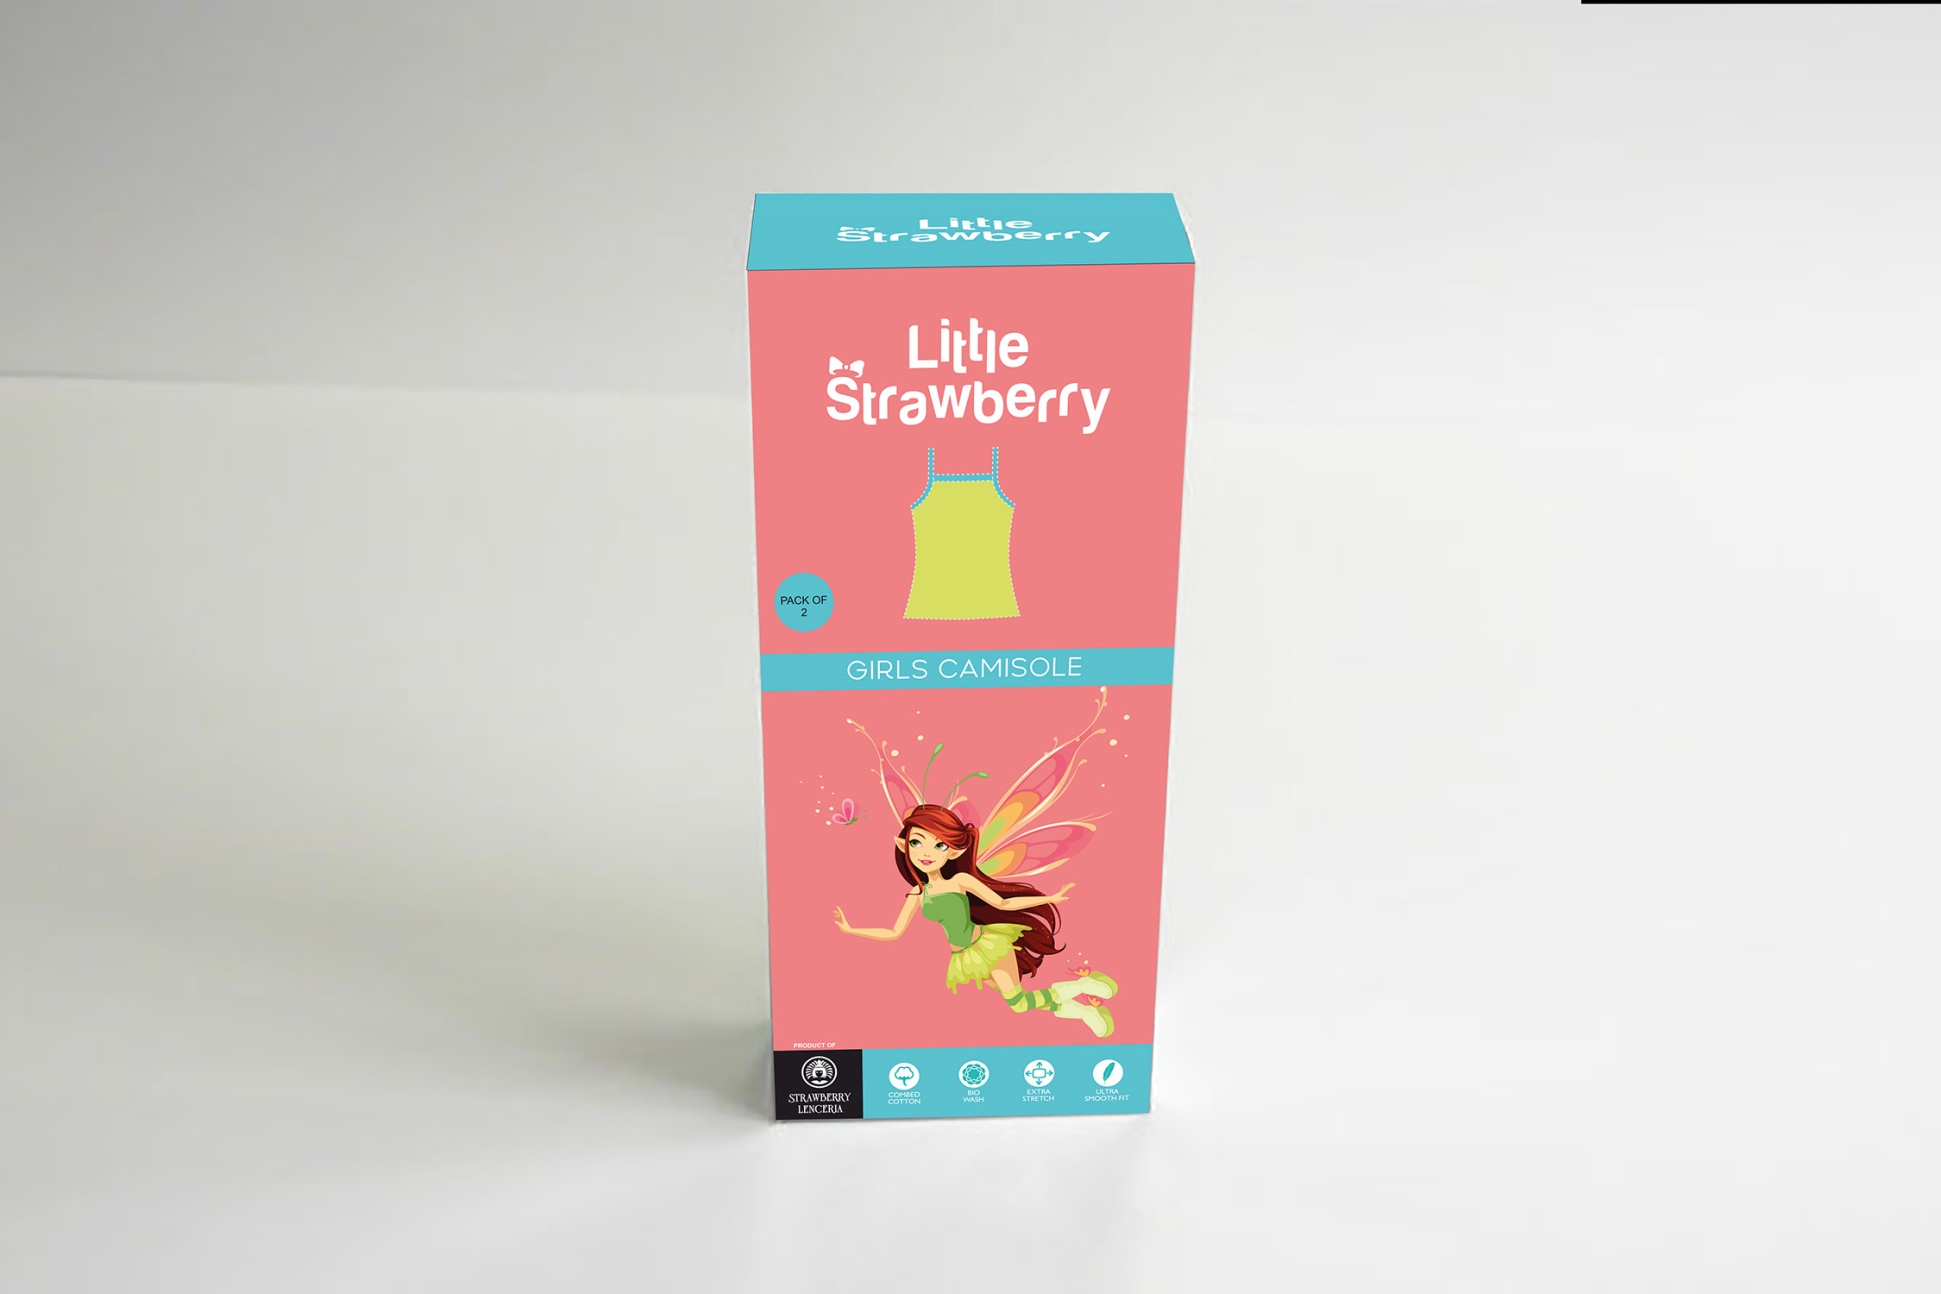 Little
Strawberry
Little
Strawberry
PACK OF
2
GIRLS CAMISOLE
PRODUCT OF
STRAWBERRY
LENCERIA
COMBED
COTTON
BIO
WASH
EXTRA
STRETCH
ULTRA
SMOOTH FIT